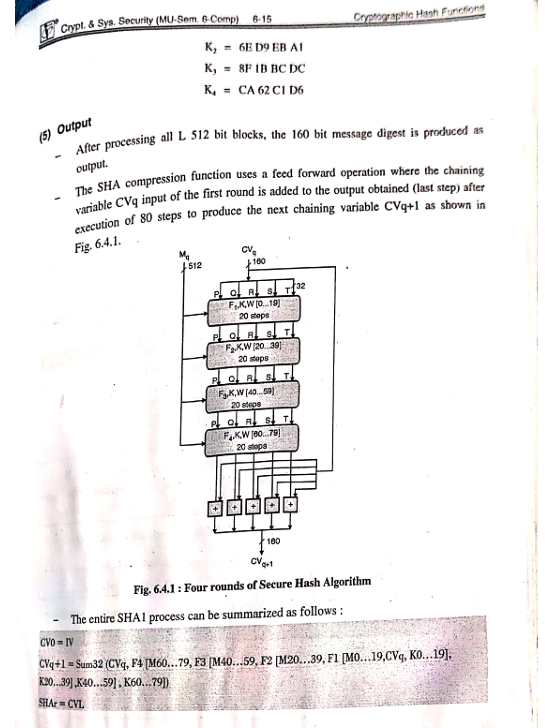 Crypt. & Sys. Security (MU-Sem. 6-Comp) 6-15 Cryptographic Hash Functions
K₂ = 6E D9 EB A1
K₃ = 8F 1B BC DC
K₄ = CA 62 C1 D6
(5) Output
– After processing all L 512 bit blocks, the 160 bit message digest is produced as
output.
– The SHA compression function uses a feed forward operation where the chaining
variable CVq input of the first round is added to the output obtained (last step) after
execution of 80 steps to produce the next chaining variable CVq+1 as shown in
Fig. 6.4.1.
Mq CVq
512 160
P Q R S T 32
F₁,K,W [0...19]
20 steps
P Q R S T
F₂,K,W [20...39]
20 steps
P Q R S T
F₃,K,W [40...59]
20 steps
P Q R S T
F₄,K,W [60...79]
20 steps
+ + + + +
160
CVq+1
Fig. 6.4.1 : Four rounds of Secure Hash Algorithm
– The entire SHA1 process can be summarized as follows :
CV0 = IV
CVq+1 = Sum32 (CVq, F4 [M60...79, F3 [M40...59, F2 [M20...39, F1 [M0...19,CVq, K0...19],
K20...39] ,K40...59] , K60...79])
SHAr = CVL